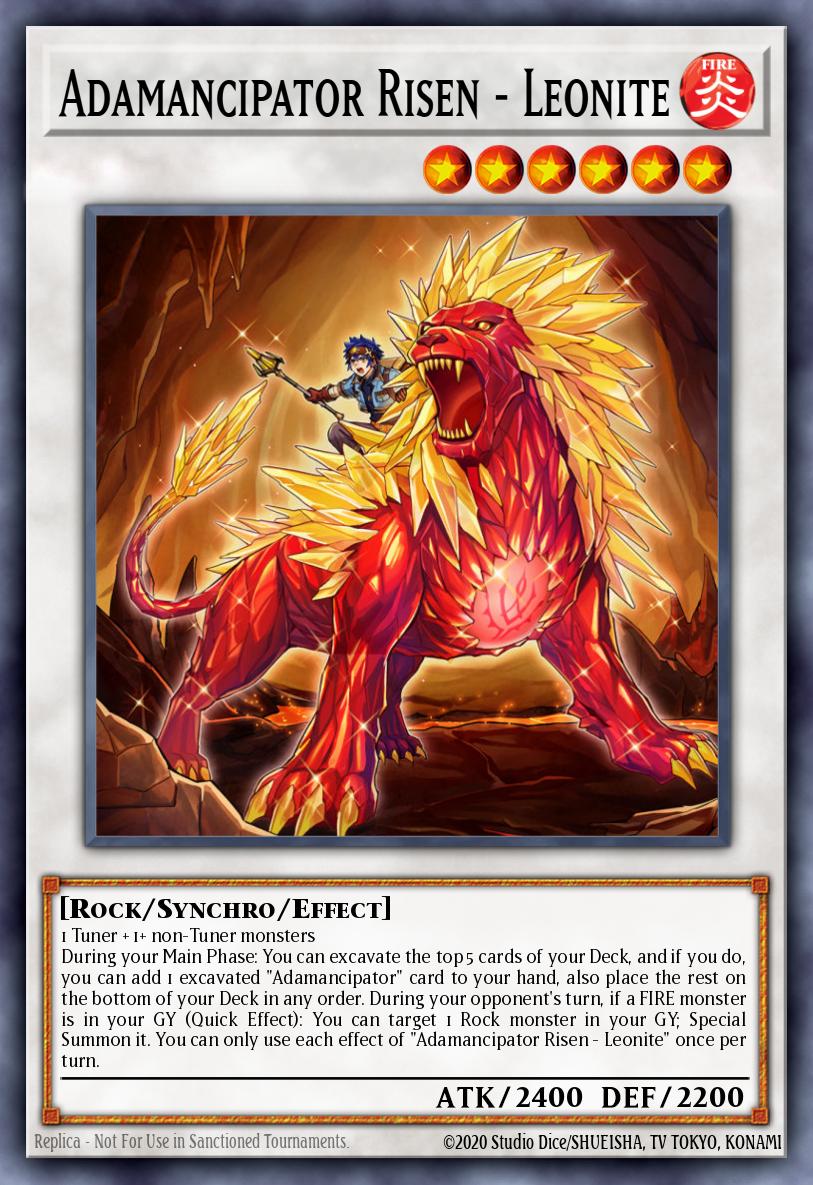 Adamancipator Risen - Leonite
FIRE
炎
[Rock/Synchro/Effect]
1 Tuner + 1+ non-Tuner monsters
During your Main Phase: You can excavate the top 5 cards of your Deck, and if you do,
you can add 1 excavated "Adamancipator" card to your hand, also place the rest on
the bottom of your Deck in any order. During your opponent's turn, if a FIRE monster
is in your GY (Quick Effect): You can target 1 Rock monster in your GY; Special
Summon it. You can only use each effect of "Adamancipator Risen - Leonite" once per
turn.
ATK/2400 DEF/2200
Replica - Not For Use in Sanctioned Tournaments.
©2020 Studio Dice/SHUEISHA, TV TOKYO, KONAMI